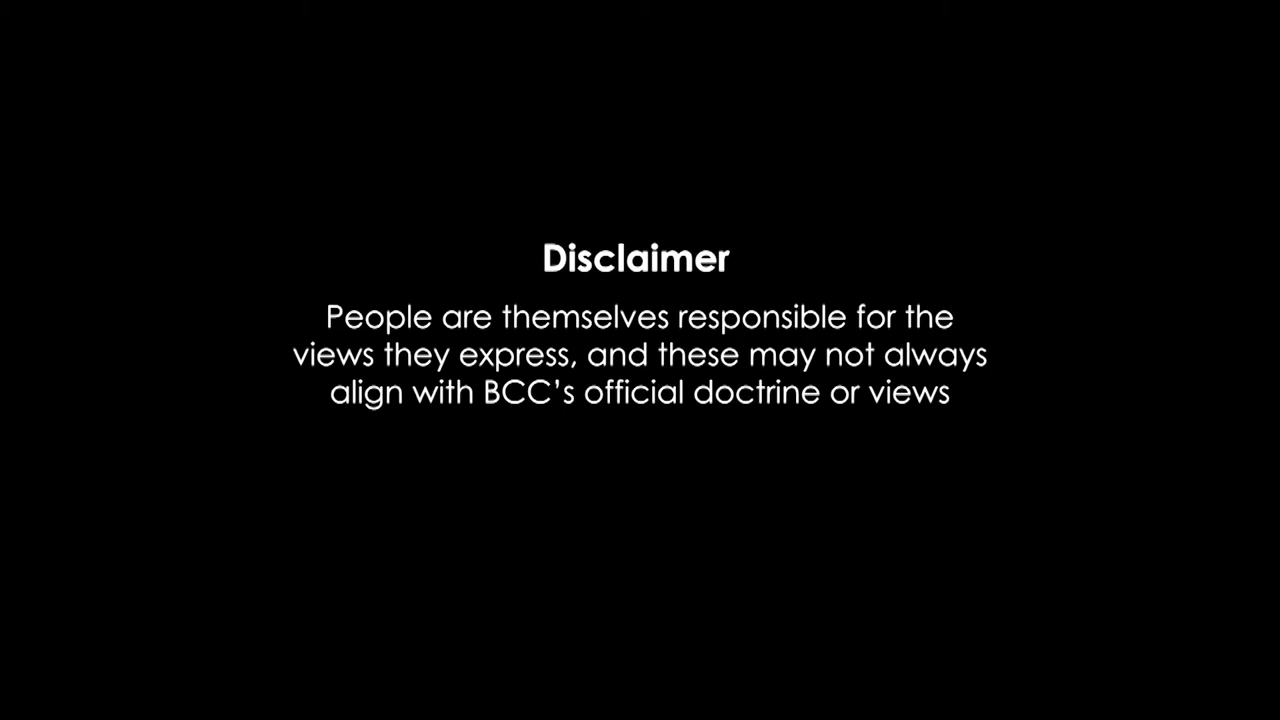 Disclaimer
People are themselves responsible for the
views they express, and these may not always
align with BCC’s official doctrine or views